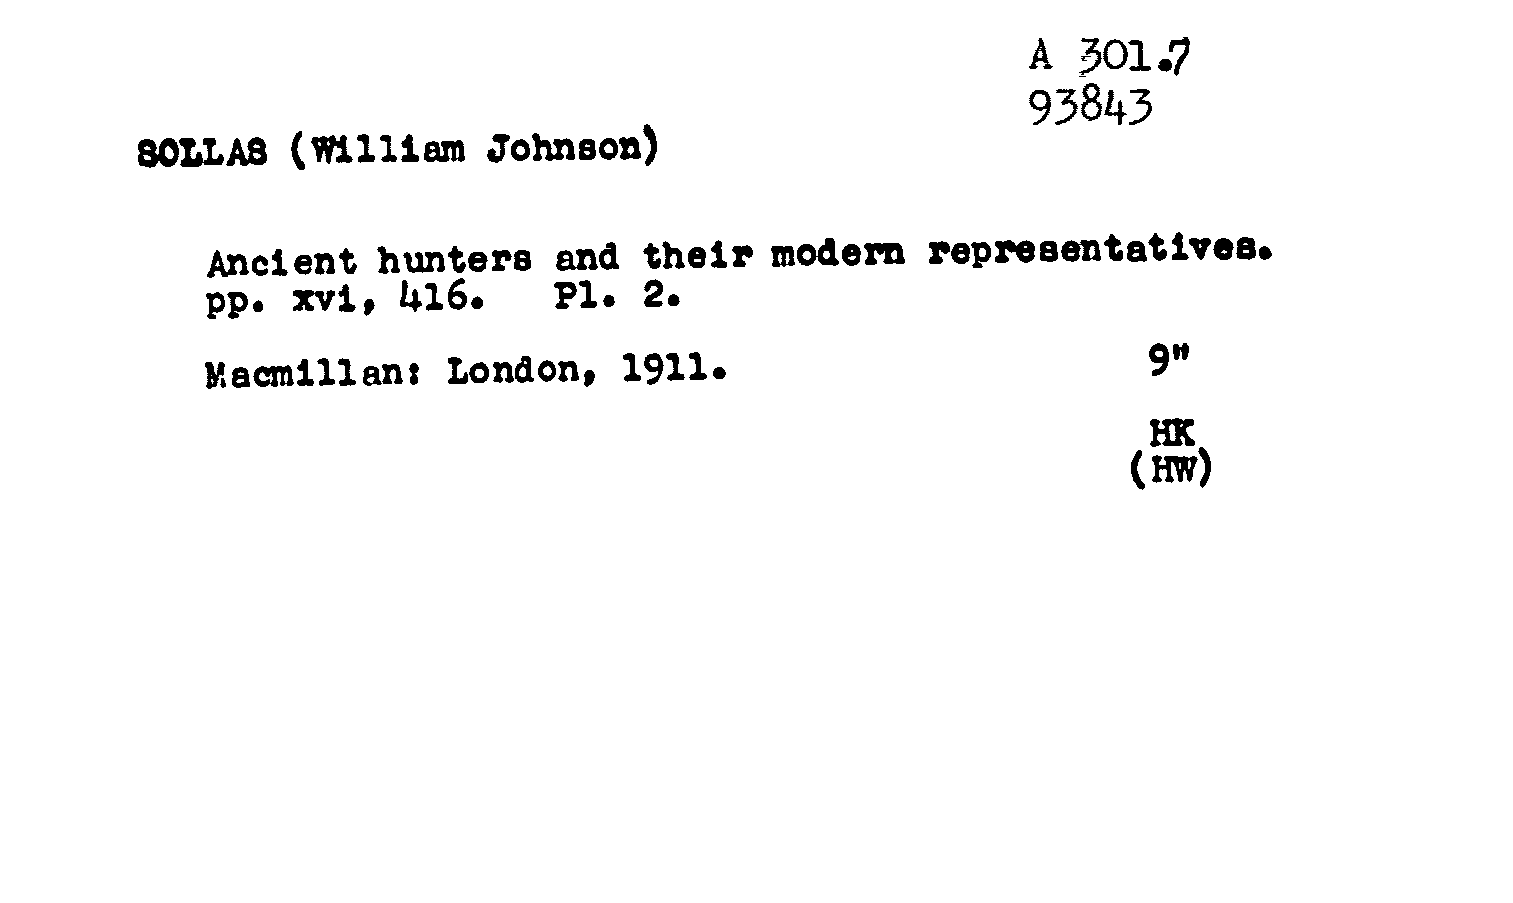 A 301.7
93843
SOLLAS (William Johnson)
Ancient hunters and their modern representatives.
pp. xvi, 416. Pl. 2.
Macmillan: London, 1911. 9"
HK
(HW)